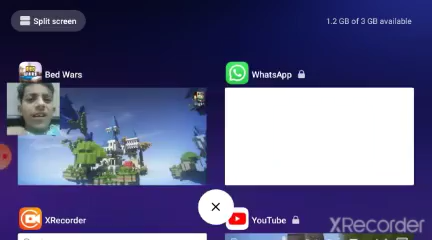 Split screen
1.2 GB of 3 GB available
Bed Wars
WhatsApp
XRecorder
YouTube
XRecorder